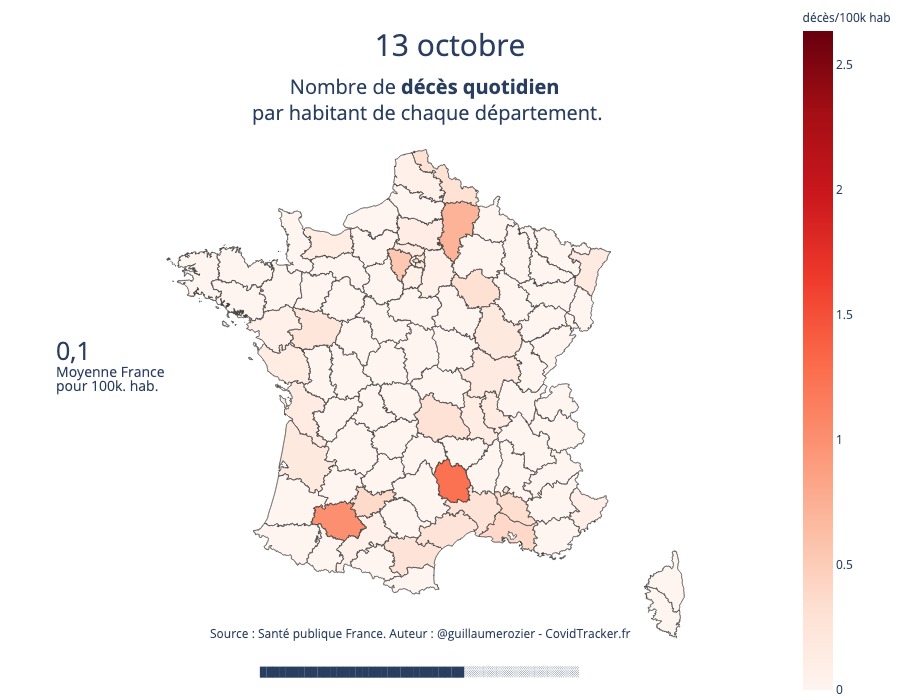 décès/100k hab
13 octobre
Nombre de décès quotidien
par habitant de chaque département.
2.5
2
1.5
1
0.5
0
0,1
Moyenne France
pour 100k. hab.
Source : Santé publique France. Auteur : @guillaumerozier - CovidTracker.fr